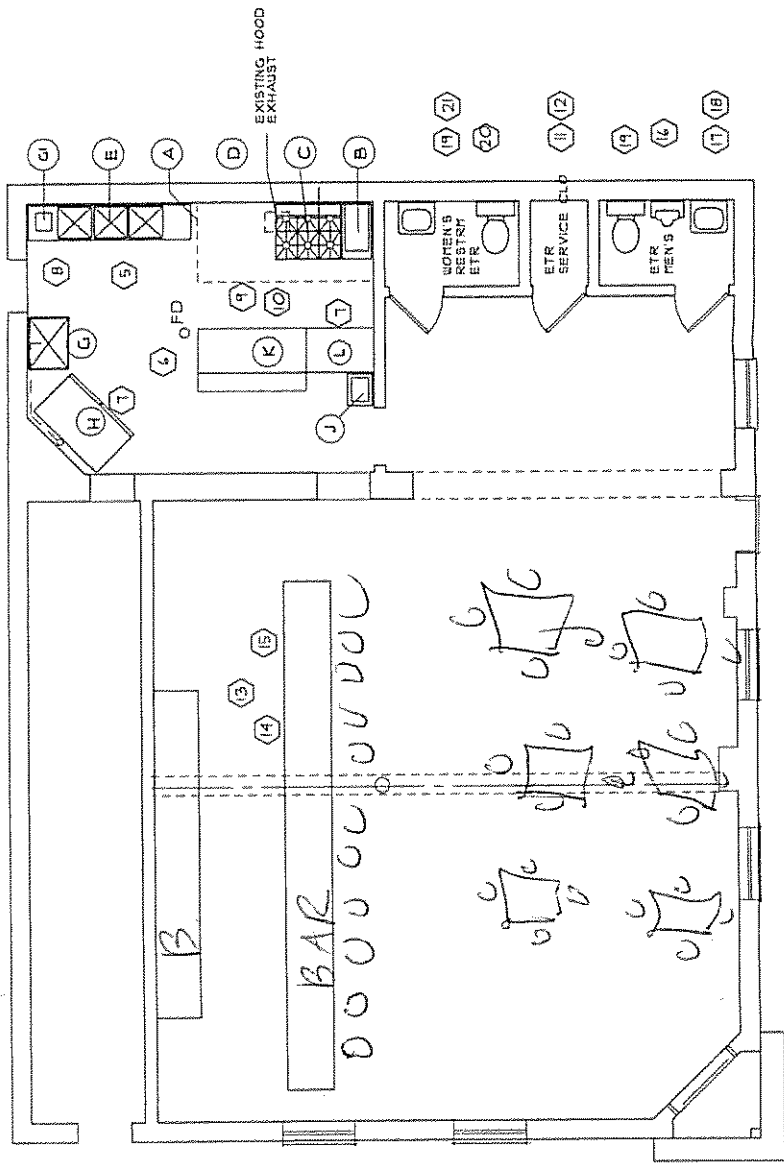 EXISTING HOOD
EXHAUST
G1
E
A
D
C
B
8
5
9
10
7
FD
6
G
K
L
H
7
J
WOMEN'S
RESTRM
ETR
19
21
20
ETR
SERVICE CLO
11
12
ETR
MEN'S
19
16
17
18
13
14
15
B
BAR